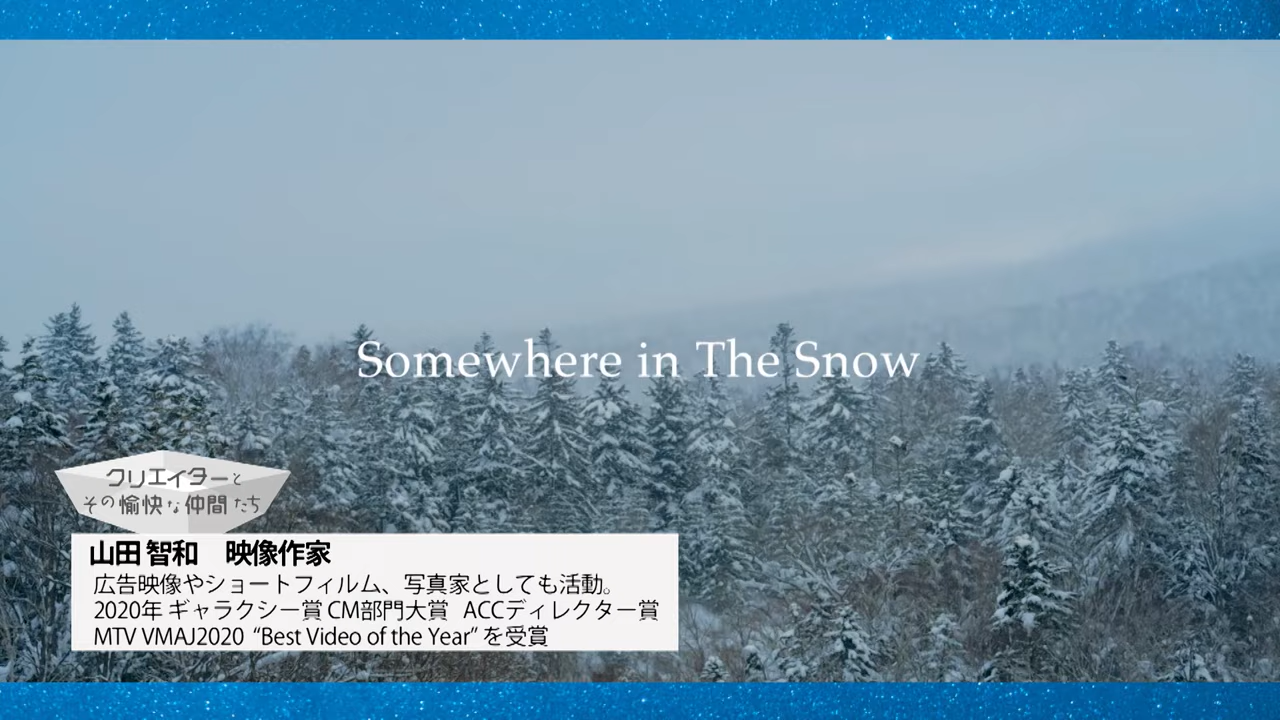 Somewhere in The Snow
クリエイターと
その愉快な仲間たち
山田 智和　映像作家
広告映像やショートフィルム、写真家としても活動。
2020年 ギャラクシー賞 CM部門大賞 ACCディレクター賞
MTV VMAJ2020 “Best Video of the Year” を受賞